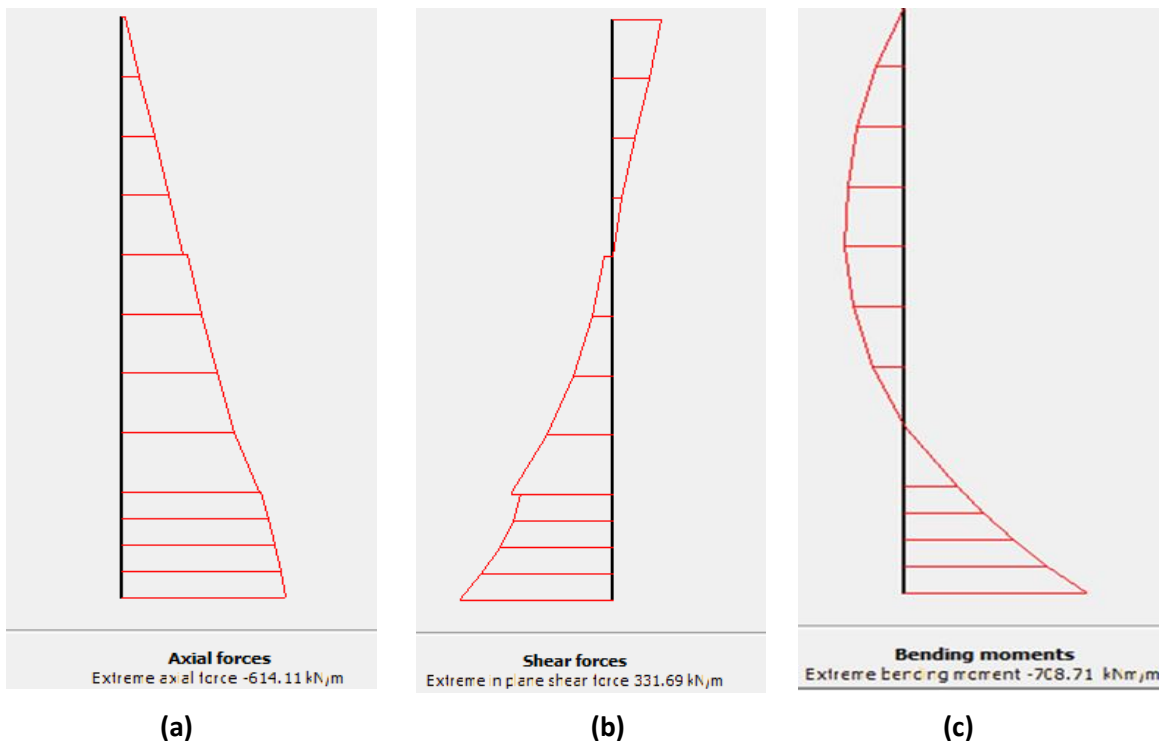 Axial forces
Extreme axial force -614.11 kN/m
(a)
Shear forces
Extreme in plane shear force 331.69 kN/m
(b)
Bending moments
Extreme bending moment -708.71 kNm/m
(c)